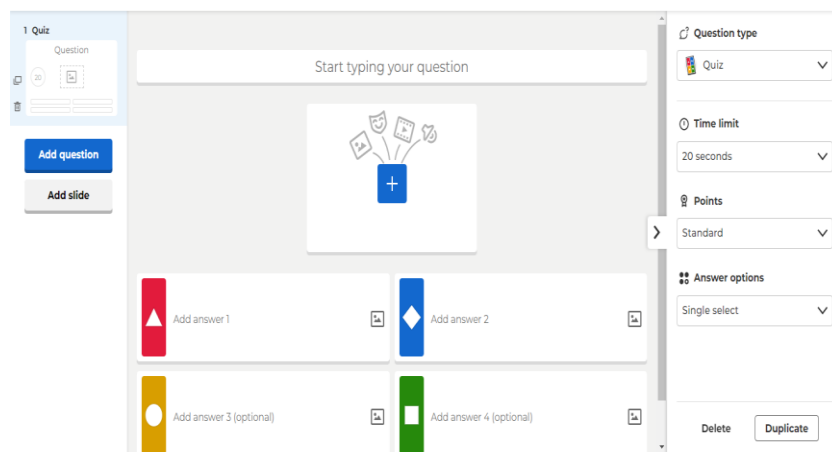 1 Quiz
Question
20
Add question
Add slide
Start typing your question
Add answer 1
Add answer 2
Add answer 3 (optional)
Add answer 4 (optional)
Question type
Quiz
Time limit
20 seconds
Points
Standard
Answer options
Single select
Delete
Duplicate